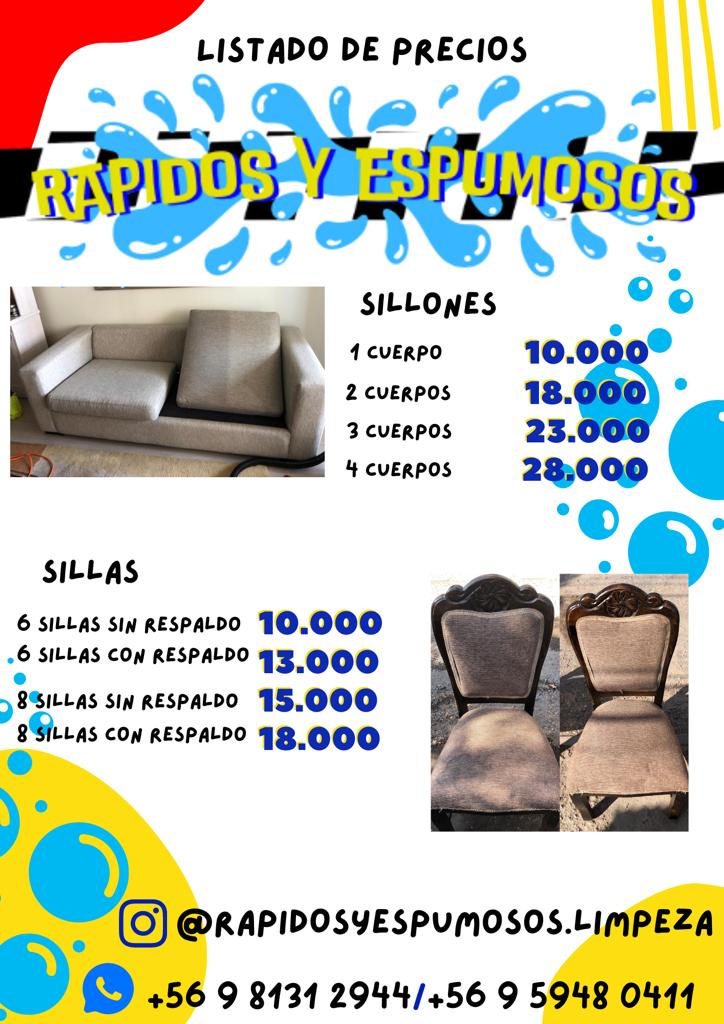 LISTADO DE PRECIOS
RAPIDOS Y ESPUMOSOS
SILLONES
1 CUERPO 10.000
2 CUERPOS 18.000
3 CUERPOS 23.000
4 CUERPOS 28.000
SILLAS
6 SILLAS SIN RESPALDO 10.000
6 SILLAS CON RESPALDO 13.000
8 SILLAS SIN RESPALDO 15.000
8 SILLAS CON RESPALDO 18.000
@RAPIDOSYESPUMOSOS.LIMPEZA
+56 9 8131 2944/+56 9 5948 0411